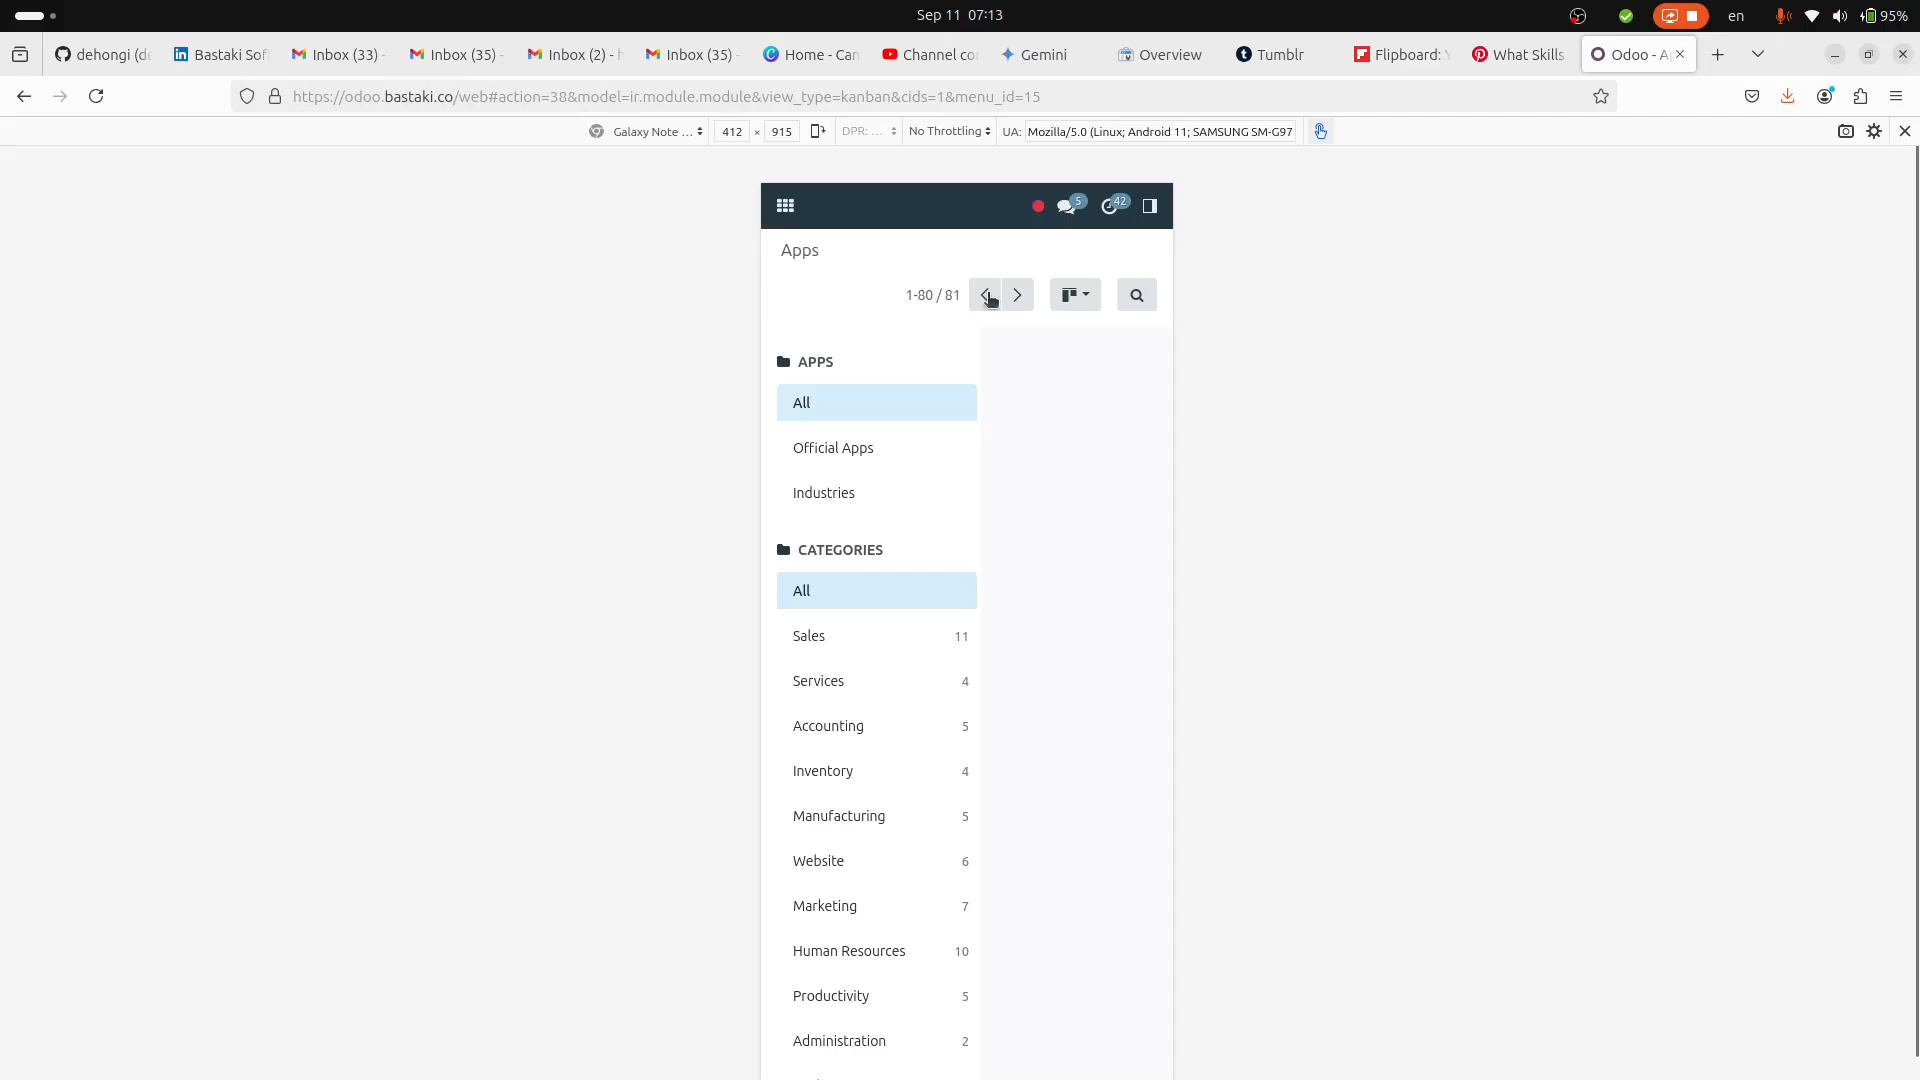 Sep 11 07:13
en
95%
dehongi (de
Bastaki Sof
Inbox (33) -
Inbox (35) -
Inbox (2) - h
Inbox (35) -
Home - Can
Channel co
Gemini
Overview
Tumblr
Flipboard: Y
What Skills
Odoo - A
https://odoo.bastaki.co/web#action=38&model=ir.module.module&view_type=kanban&cids=1&menu_id=15
Galaxy Note ...
412 × 915
DPR: ...
No Throttling
UA: Mozilla/5.0 (Linux; Android 11; SAMSUNG SM-G97
5
42
Apps
1-80 / 81
APPS
All
Official Apps
Industries
CATEGORIES
All
Sales 11
Services 4
Accounting 5
Inventory 4
Manufacturing 5
Website 6
Marketing 7
Human Resources 10
Productivity 5
Administration 2